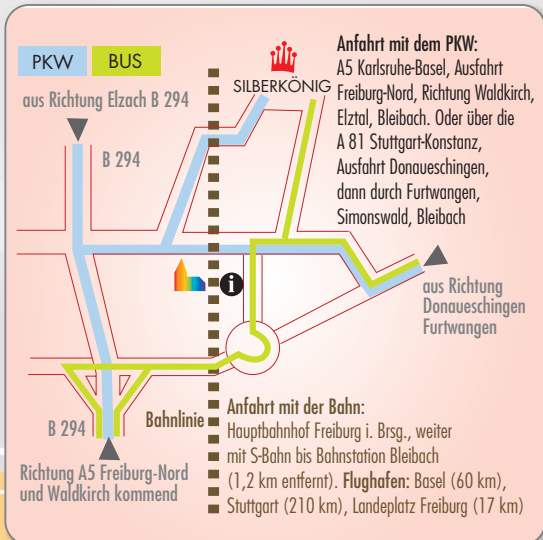 PKW
BUS
aus Richtung Elzach B 294
B 294
SILBERKÖNIG
Anfahrt mit dem PKW:
A5 Karlsruhe-Basel, Ausfahrt
Freiburg-Nord, Richtung Waldkirch,
Elztal, Bleibach. Oder über die
A 81 Stuttgart-Konstanz,
Ausfahrt Donaueschingen,
dann durch Furtwangen,
Simonswald, Bleibach
i
aus Richtung
Donaueschingen
Furtwangen
B 294
Bahnlinie
Richtung A5 Freiburg-Nord
und Waldkirch kommend
Anfahrt mit der Bahn:
Hauptbahnhof Freiburg i. Brsg., weiter
mit S-Bahn bis Bahnstation Bleibach
(1,2 km entfernt). Flughafen: Basel (60 km),
Stuttgart (210 km), Landeplatz Freiburg (17 km)